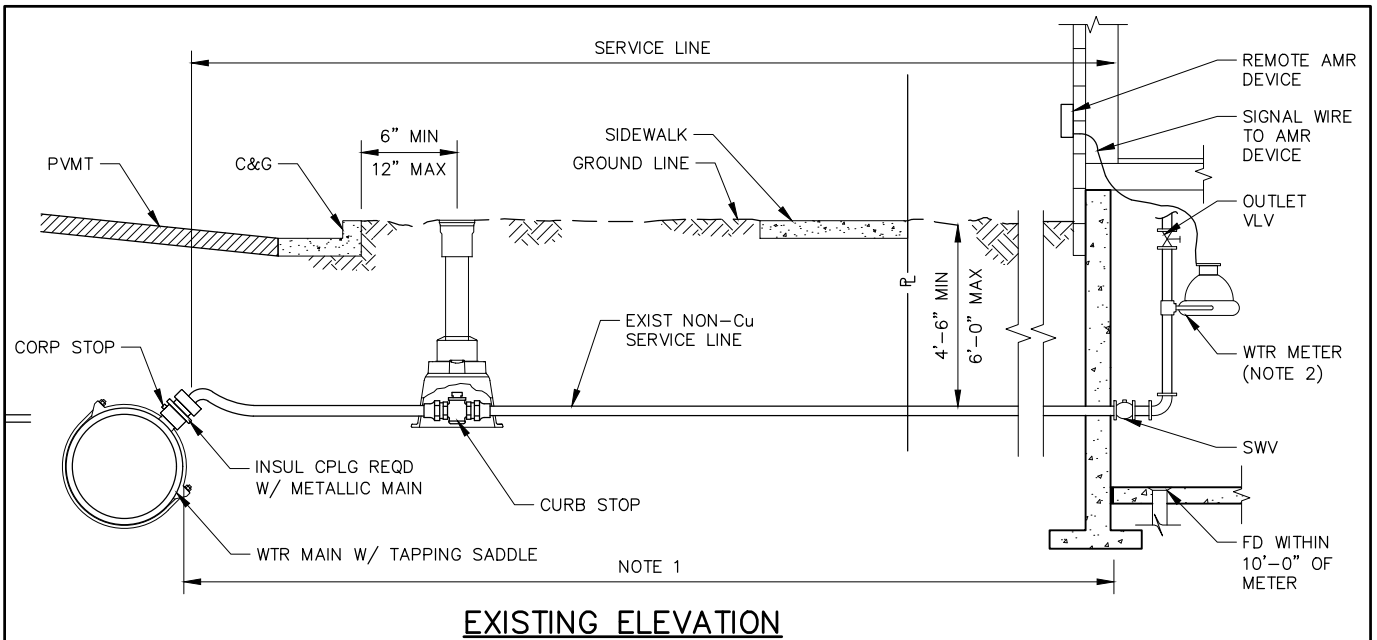 SERVICE LINE
REMOTE AMR
DEVICE
6" MIN
12" MAX
SIDEWALK
GROUND LINE
SIGNAL WIRE
TO AMR
DEVICE
PVMT
C&G
OUTLET
VLV
4'-6" MIN
6'-0" MAX
PL
EXIST NON-Cu
SERVICE LINE
CORP STOP
WTR METER
(NOTE 2)
INSUL CPLG REQD
W/ METALLIC MAIN
SWV
CURB STOP
WTR MAIN W/ TAPPING SADDLE
FD WITHIN
10'-0" OF
METER
NOTE 1
EXISTING ELEVATION